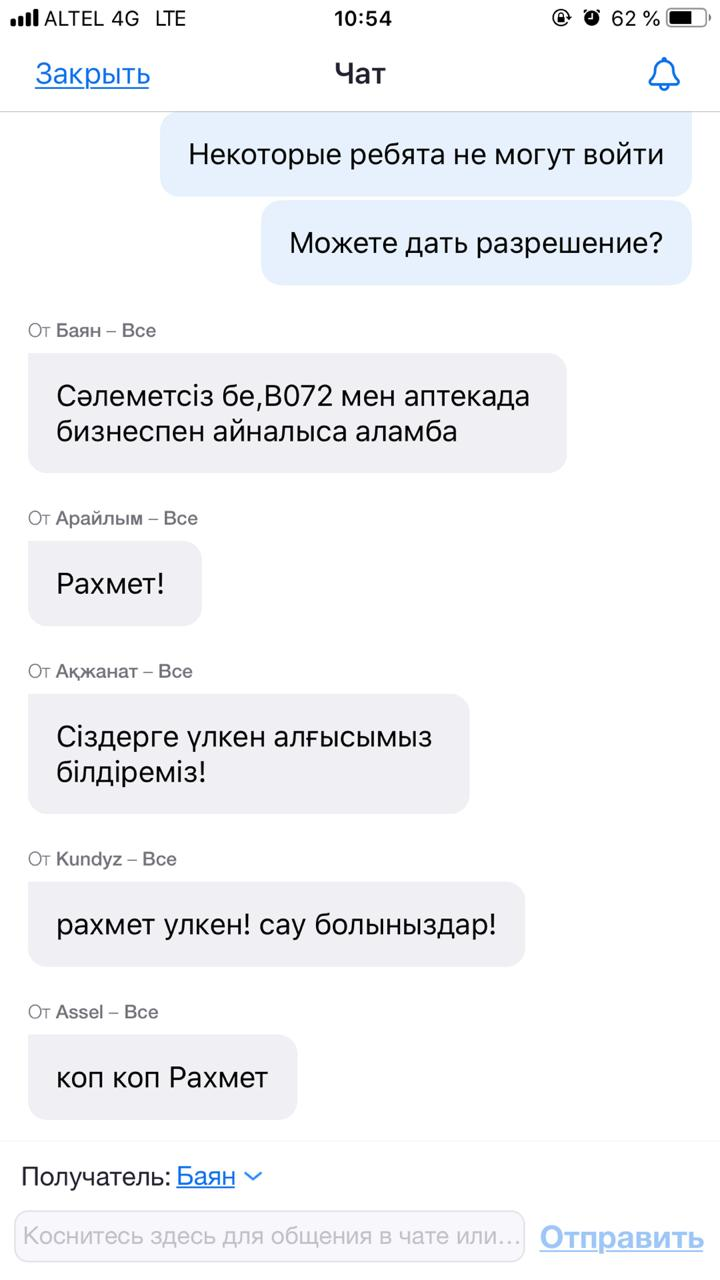 ALTEL 4G LTE 10:54 62 %
Закрыть Чат
Некоторые ребята не могут войти
Можете дать разрешение?
От Баян – Все
Сәлеметсіз бе,В072 мен аптекада
бизнеспен айналыса аламба
От Арайлым – Все
Рахмет!
От Ақжанат – Все
Сіздерге үлкен алғысымыз
білдіреміз!
От Kundyz – Все
рахмет улкен! сау болыныздар!
От Assel – Все
коп коп Рахмет
Получатель: Баян
Коснитесь здесь для общения в чате или... Отправить